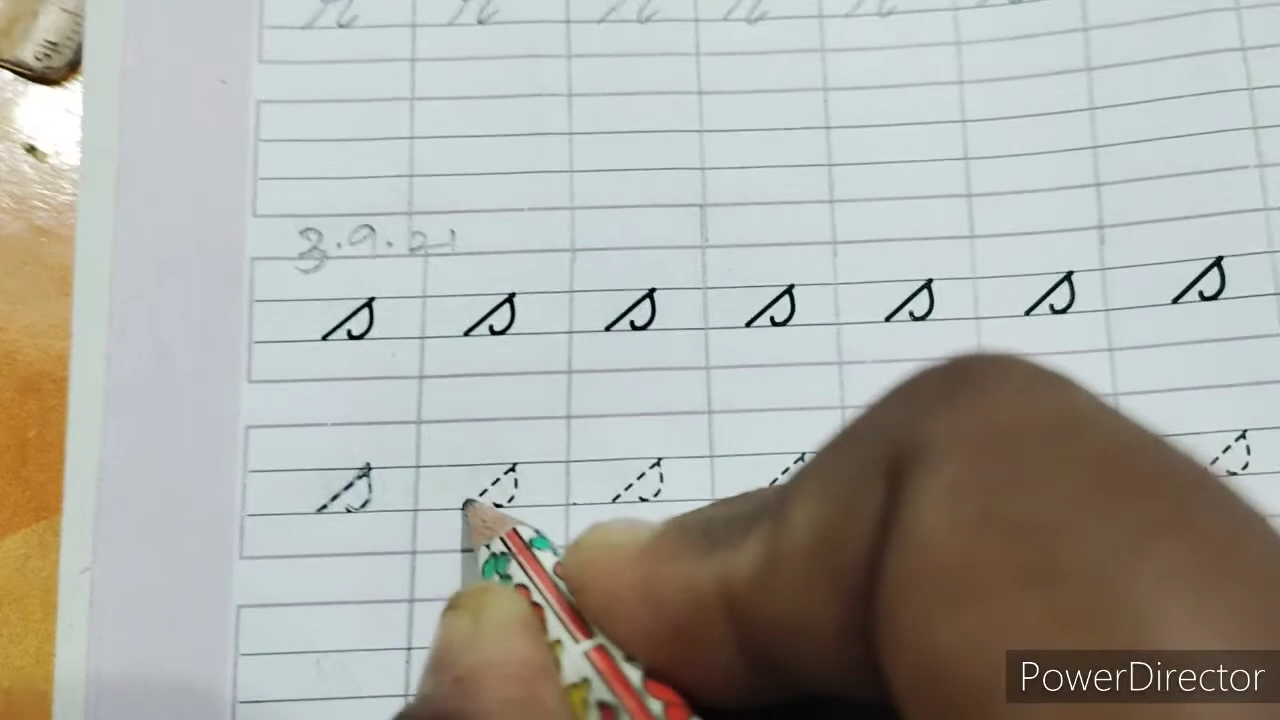 r r r r r r
3.9.21
s s s s s s s
s s s s s
PowerDirector